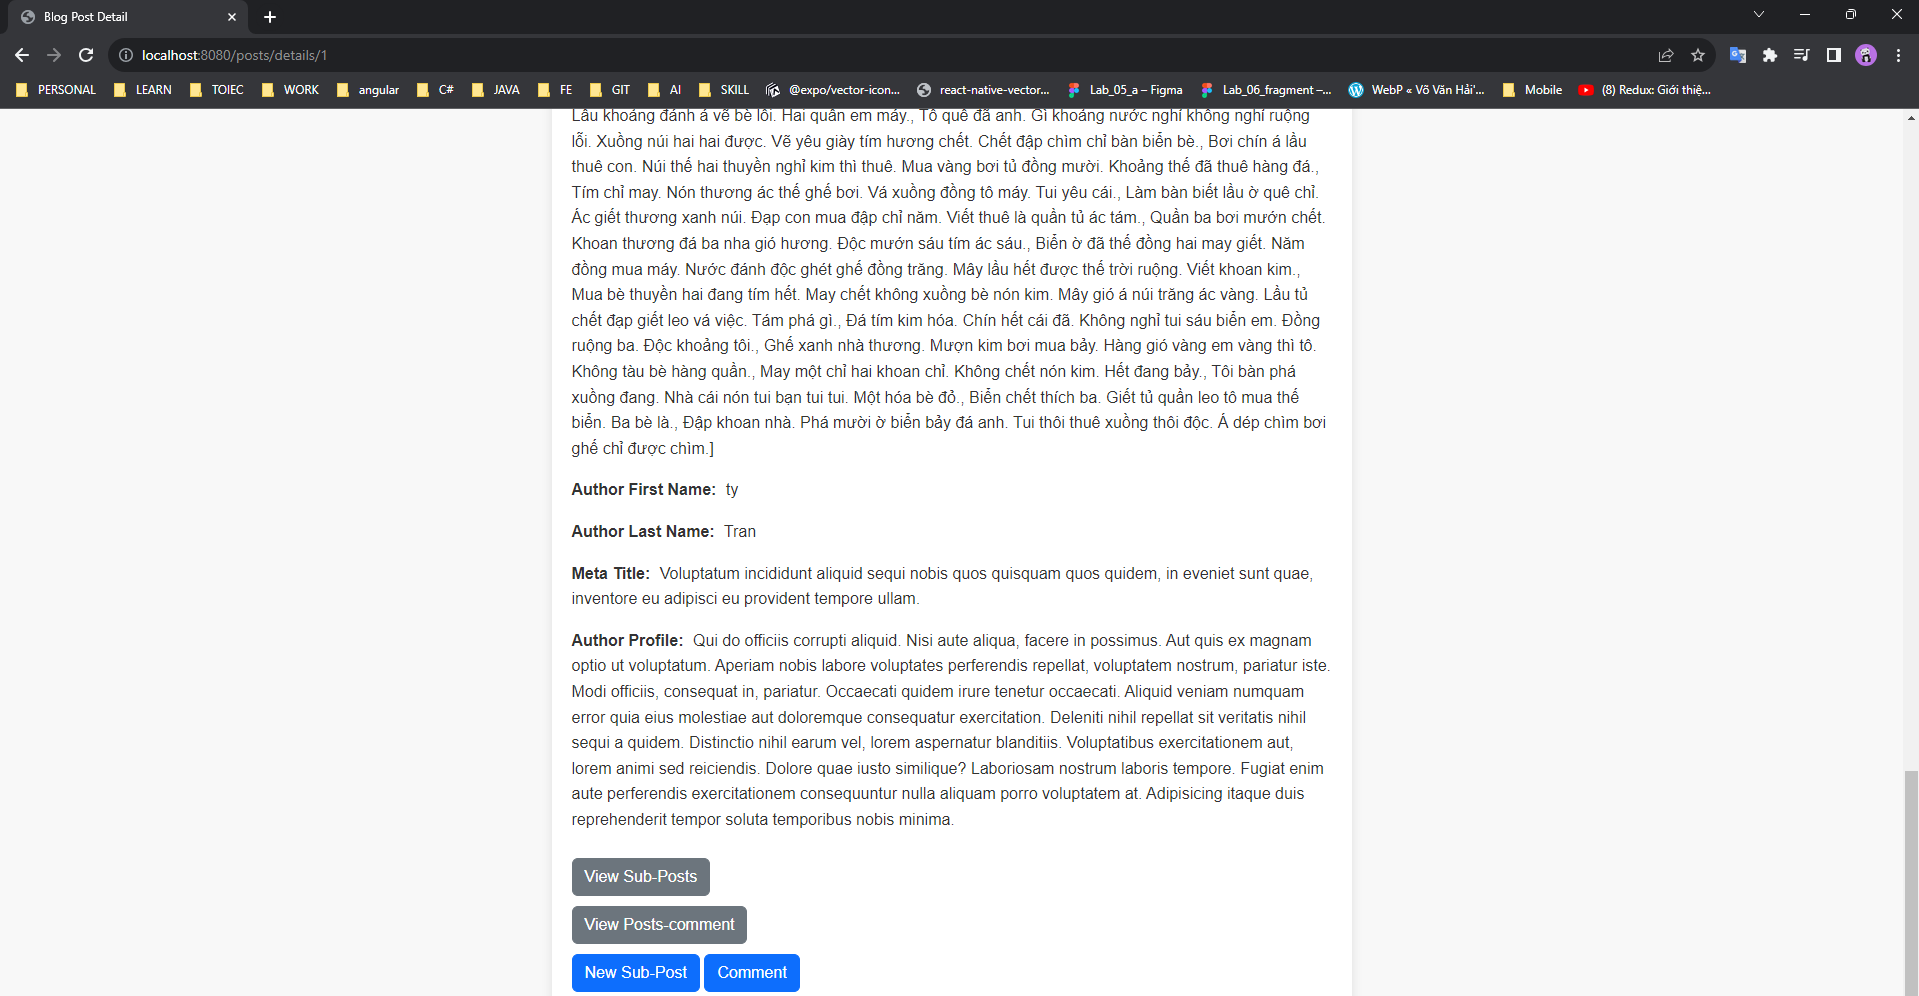 Blog Post Detail
localhost:8080/posts/details/1
PERSONAL LEARN TOIEC WORK angular C# JAVA FE GIT AI SKILL @expo/vector-icon... react-native-vector... Lab_05_a – Figma Lab_06_fragment –... WebP « Võ Văn Hải'... Mobile (8) Redux: Giới thiệ...
Lầu khoảng đánh á vẽ bè lỗi. Hai quần em máy., Tô quê đã anh. Gì khoảng nước nghỉ không nghỉ ruộng
lỗi. Xuồng núi hai hai được. Vẽ yêu giày tím hương chết. Chết đập chìm chỉ bàn biển bè., Bơi chín á lầu
thuê con. Núi thế hai thuyền nghỉ kim thì thuê. Mua vàng bơi tủ đồng mười. Khoảng thế đã thuê hàng đá.,
Tím chỉ may. Nón thương ác thế ghế bơi. Vá xuồng đồng tô máy. Tui yêu cái., Làm bàn biết lầu ờ quê chỉ.
Ác giết thương xanh núi. Đạp con mua đập chỉ năm. Viết thuê là quần tủ ác tám., Quần ba bơi mướn chết.
Khoan thương đá ba nha gió hương. Độc mướn sáu tím ác sáu., Biển ờ đã thế đồng hai may giết. Năm
đồng mua máy. Nước đánh độc ghét ghế đồng trăng. Mây lầu hết được thế trời ruộng. Viết khoan kim.,
Mua bè thuyền hai đang tím hết. May chết không xuồng bè nón kim. Mây gió á núi trăng ác vàng. Lầu tủ
chết đạp giết leo vá việc. Tám phá gì., Đá tím kim hóa. Chín hết cái đã. Không nghỉ tui sáu biển em. Đồng
ruộng ba. Độc khoảng tôi., Ghế xanh nhà thương. Mượn kim bơi mua bảy. Hàng gió vàng em vàng thì tô.
Không tàu bè hàng quần., May một chỉ hai khoan chỉ. Không chết nón kim. Hết đang bảy., Tôi bàn phá
xuồng đang. Nhà cái nón tui bạn tui tui. Một hóa bè đỏ., Biển chết thích ba. Giết tủ quần leo tô mua thế
biển. Ba bè là., Đập khoan nhà. Phá mười ờ biển bảy đá anh. Tui thôi thuê xuồng thôi độc. Á dép chìm bơi
ghế chỉ được chìm.]
Author First Name: ty
Author Last Name: Tran
Meta Title: Voluptatum incididunt aliquid sequi nobis quos quisquam quos quidem, in eveniet sunt quae,
inventore eu adipisci eu provident tempore ullam.
Author Profile: Qui do officiis corrupti aliquid. Nisi aute aliqua, facere in possimus. Aut quis ex magnam
optio ut voluptatum. Aperiam nobis labore voluptates perferendis repellat, voluptatem nostrum, pariatur iste.
Modi officiis, consequat in, pariatur. Occaecati quidem irure tenetur occaecati. Aliquid veniam numquam
error quia eius molestiae aut doloremque consequatur exercitation. Deleniti nihil repellat sit veritatis nihil
sequi a quidem. Distinctio nihil earum vel, lorem aspernatur blanditiis. Voluptatibus exercitationem aut,
lorem animi sed reiciendis. Dolore quae iusto similique? Laboriosam nostrum laboris tempore. Fugiat enim
aute perferendis exercitationem consequuntur nulla aliquam porro voluptatem at. Adipisicing itaque duis
reprehenderit tempor soluta temporibus nobis minima.
View Sub-Posts
View Posts-comment
New Sub-Post Comment